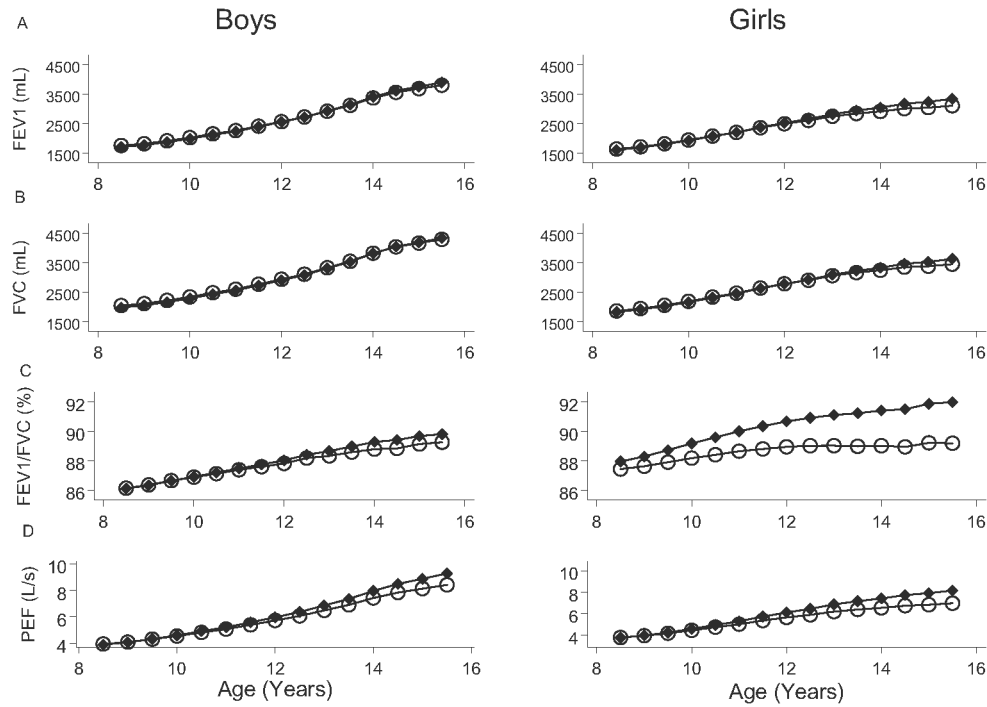 A
Boys
Girls
FEV1 (mL)
4500
3500
2500
1500
8 10 12 14 16
4500
3500
2500
1500
8 10 12 14 16
B
FVC (mL)
4500
3500
2500
1500
8 10 12 14 16
4500
3500
2500
1500
8 10 12 14 16
C
FEV1/FVC (%)
92
90
88
86
8 10 12 14 16
92
90
88
86
8 10 12 14 16
D
PEF (L/s)
10
8
6
4
8 10 12 14 16
Age (Years)
10
8
6
4
8 10 12 14 16
Age (Years)